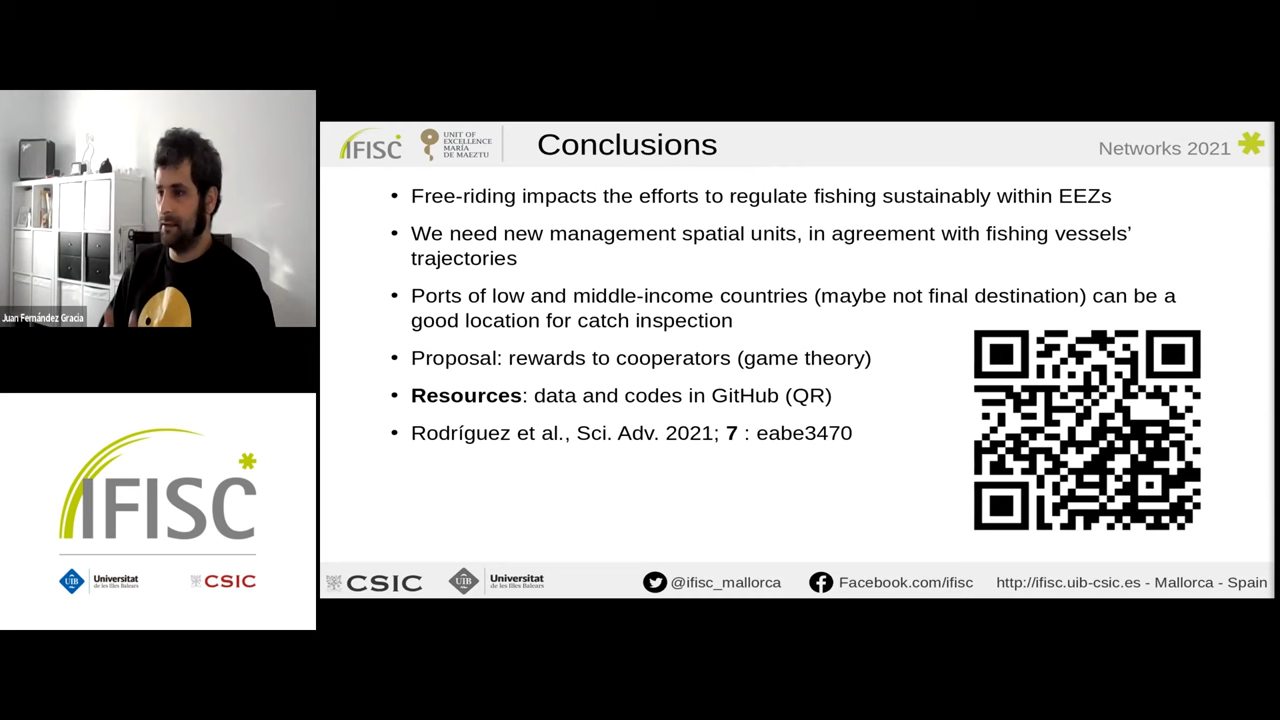 Juan Fernández Gracia
IFISC
UIB
Universitat
de les Illes Balears
CSIC
IFISC
UNIT OF
EXCELLENCE
MARÍA
DE MAEZTU
Conclusions
Networks 2021
• Free-riding impacts the efforts to regulate fishing sustainably within EEZs
• We need new management spatial units, in agreement with fishing vessels’
trajectories
• Ports of low and middle-income countries (maybe not final destination) can be a
good location for catch inspection
• Proposal: rewards to cooperators (game theory)
• Resources: data and codes in GitHub (QR)
• Rodríguez et al., Sci. Adv. 2021; 7 : eabe3470
CSIC
UIB
Universitat
de les Illes Balears
@ifisc_mallorca
Facebook.com/ifisc
http://ifisc.uib-csic.es - Mallorca - Spain